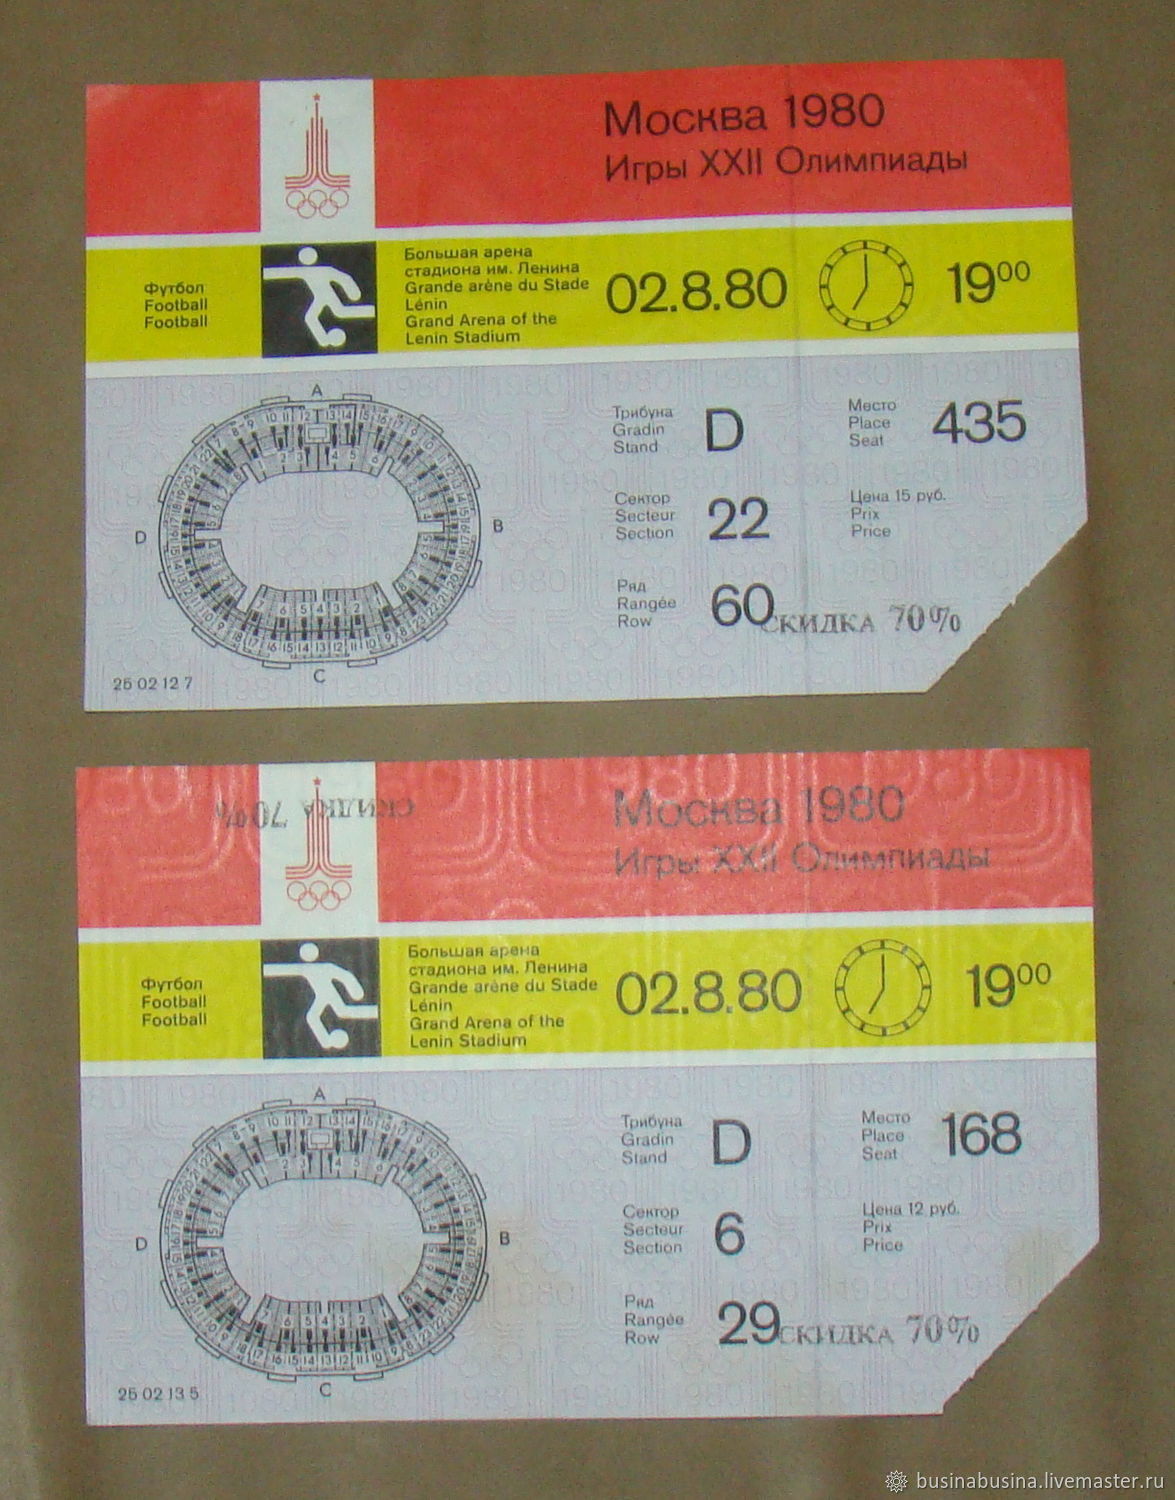 Москва 1980
Игры XXII Олимпиады
Футбол
Football
Football
Большая арена
стадиона им. Ленина
Grande arène du Stade
Lénin
Grand Arena of the
Lenin Stadium
02.8.80
19⁰⁰
A
B
C
D
Трибуна
Gradin
Stand
D
Место
Place
Seat
435
Сектор
Secteur
Section
22
Цена 15 руб.
Prix
Price
Ряд
Rangée
Row
60
СКИДКА 70%
25 02 12 7
СКИДКА 70%
Москва 1980
Игры XXII Олимпиады
Футбол
Football
Football
Большая арена
стадиона им. Ленина
Grande arène du Stade
Lénin
Grand Arena of the
Lenin Stadium
02.8.80
19⁰⁰
A
B
C
D
Трибуна
Gradin
Stand
D
Место
Place
Seat
168
Сектор
Secteur
Section
6
Цена 12 руб.
Prix
Price
Ряд
Rangée
Row
29
СКИДКА 70%
25 02 13 5
businabusina.livemaster.ru